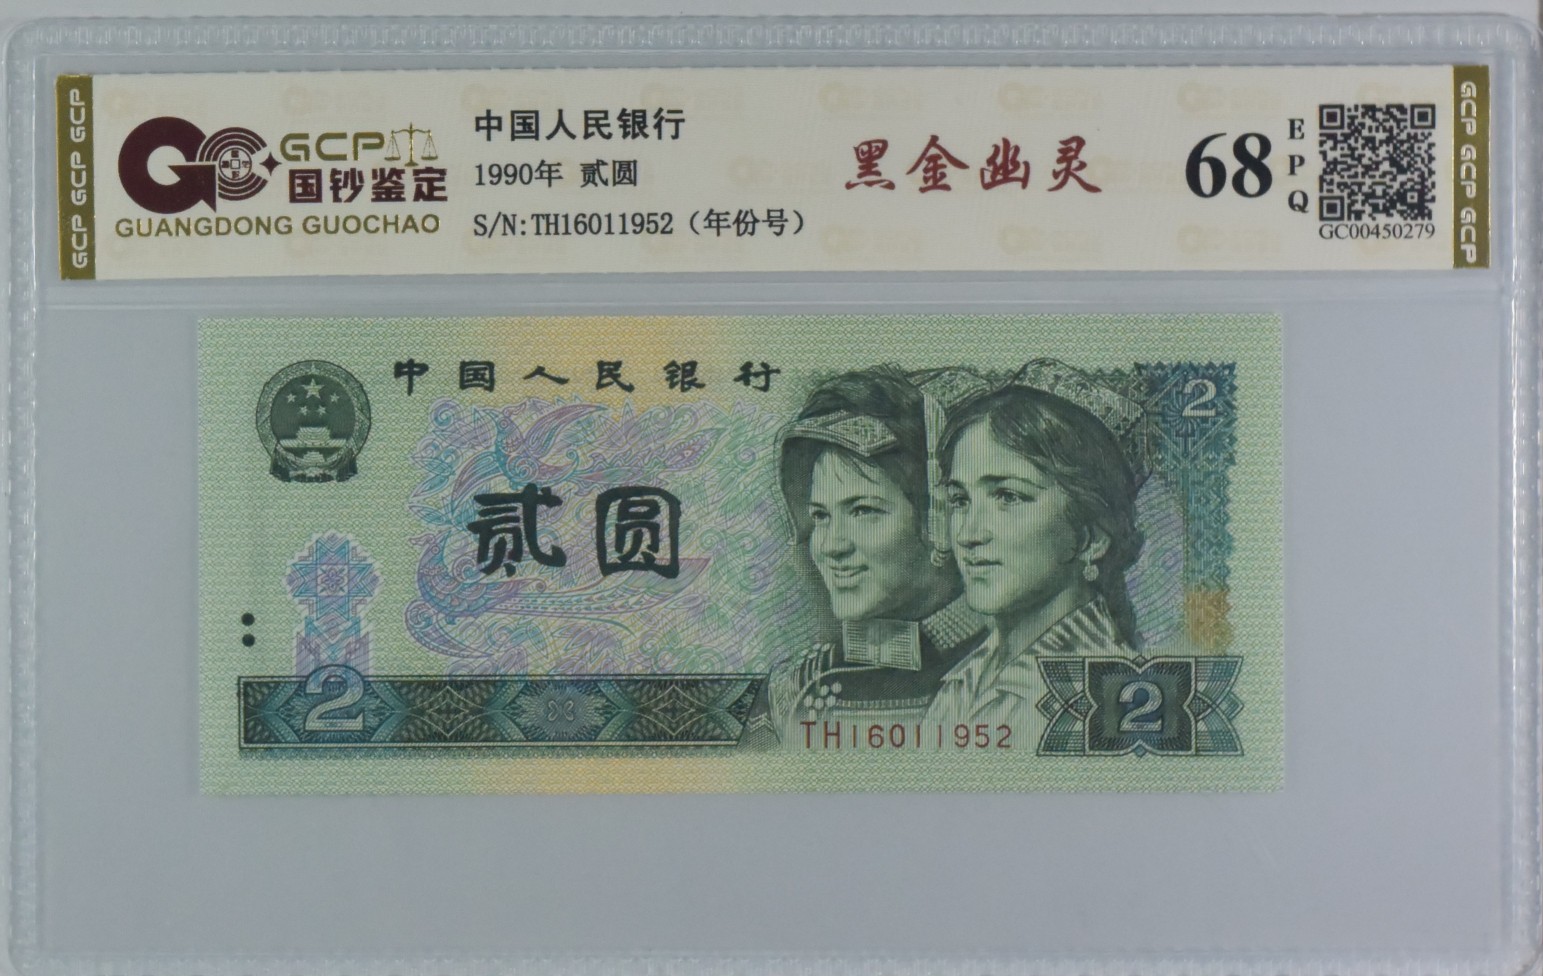 GCP GCP GCP
GCP
国钞鉴定
GUANGDONG GUOCHAO
中国人民银行
1990年 贰圆
S/N:TH16011952（年份号）
黑金幽灵
68
EPQ
GC00450279
GCP GCP GCP
中国人民银行
2
贰圆
2
TH16011952
2